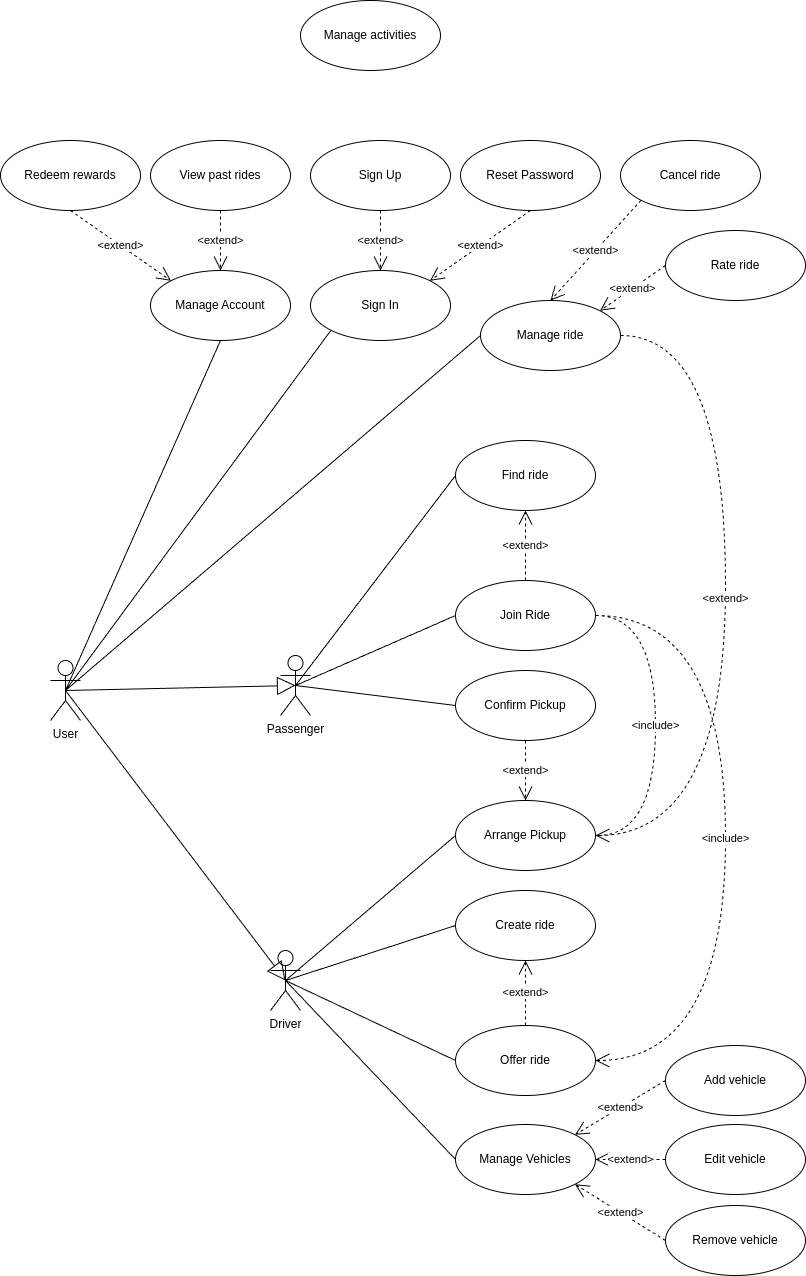 Manage activities
Redeem rewards
View past rides
Sign Up
Reset Password
Cancel ride
<extend>
<extend>
<extend>
<extend>
<extend>
Rate ride
<extend>
Manage Account
Sign In
Manage ride
Find ride
<extend>
Join Ride
<extend>
Confirm Pickup
<include>
User
Passenger
<extend>
Arrange Pickup
<include>
Create ride
<extend>
Driver
Offer ride
Add vehicle
<extend>
Manage Vehicles
<extend>
Edit vehicle
<extend>
Remove vehicle